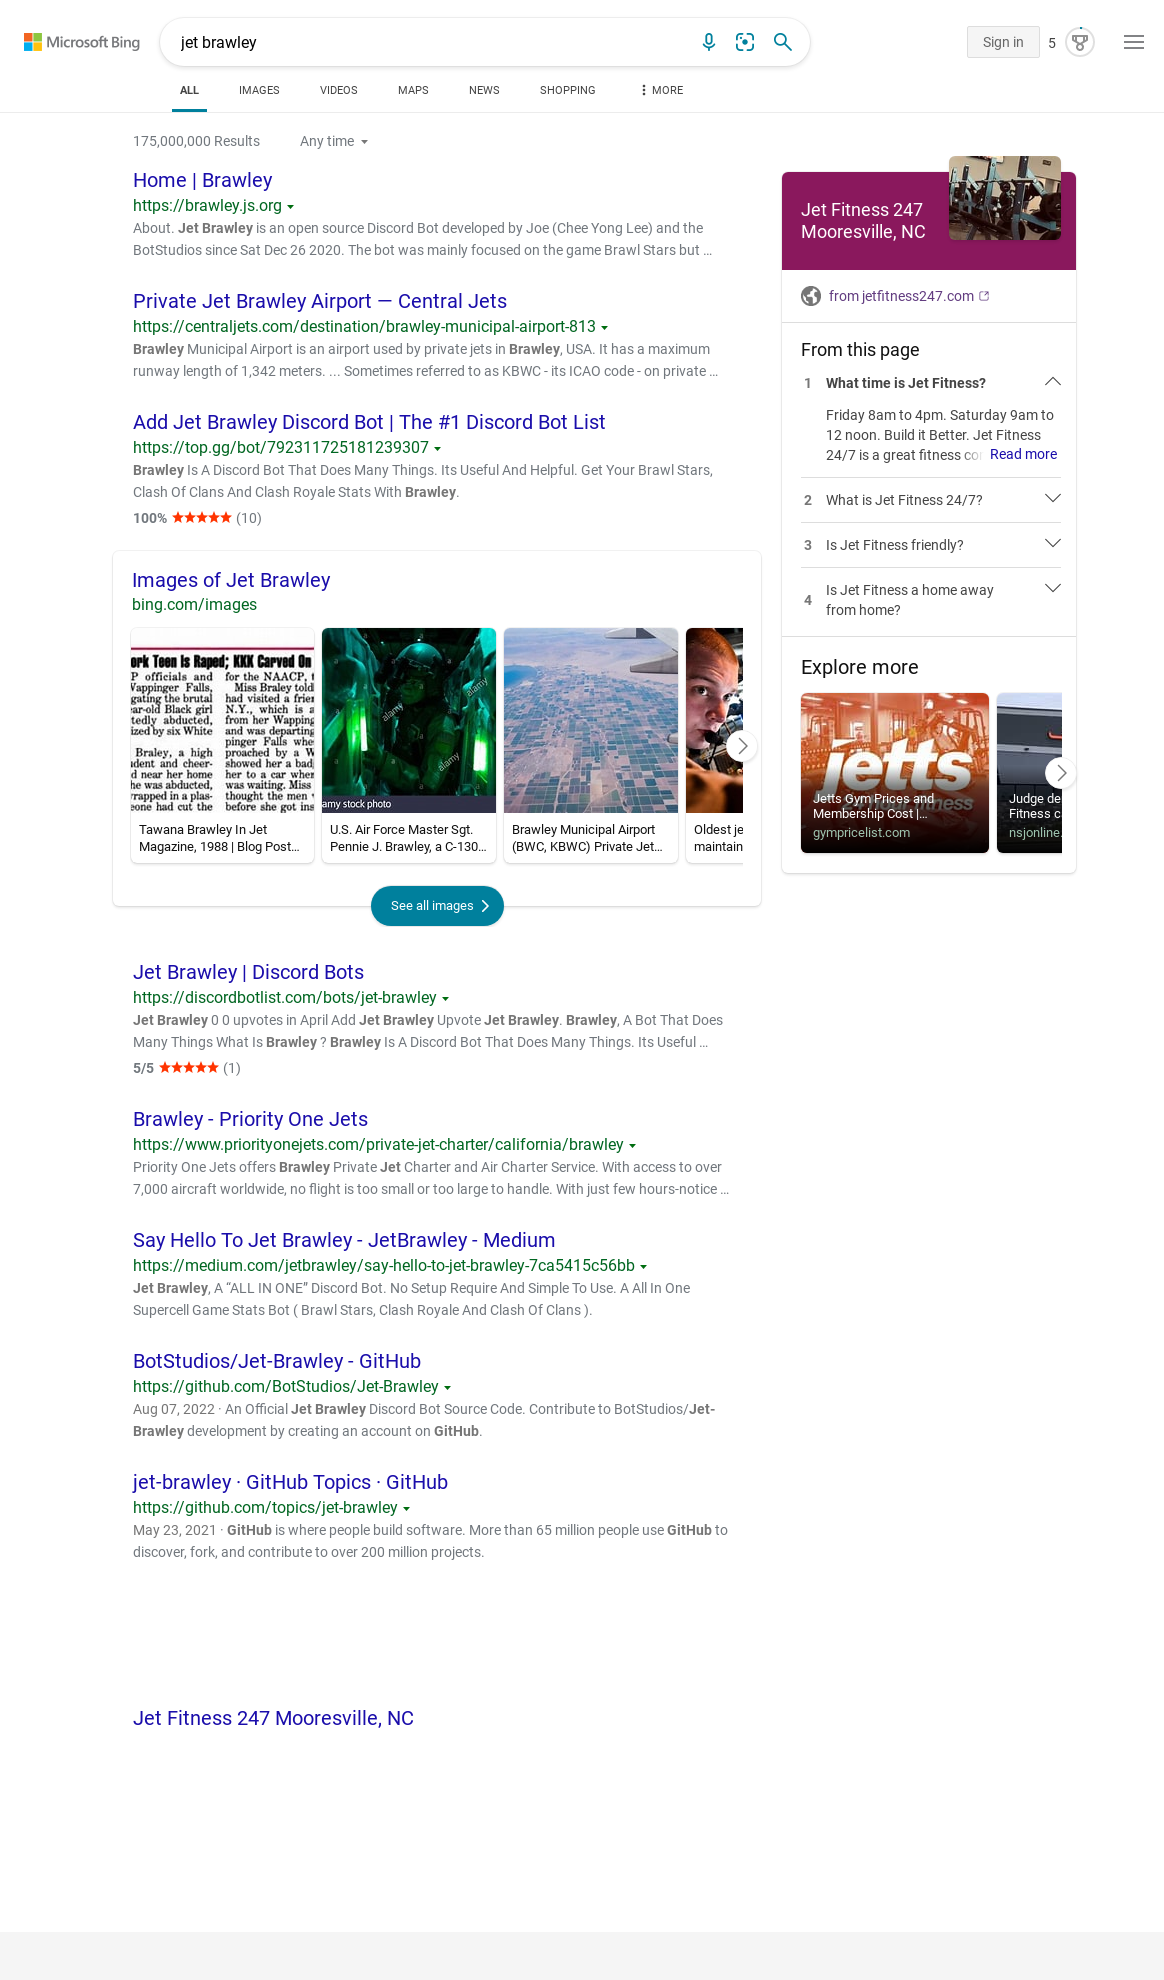 Microsoft Bing
jet brawley
Sign in
5
ALL
IMAGES
VIDEOS
MAPS
NEWS
SHOPPING
MORE
175,000,000 Results
Any time
Home | Brawley
https://brawley.js.org
About. Jet Brawley is an open source Discord Bot developed by Joe (Chee Yong Lee) and the
BotStudios since Sat Dec 26 2020. The bot was mainly focused on the game Brawl Stars but …
Private Jet Brawley Airport — Central Jets
https://centraljets.com/destination/brawley-municipal-airport-813
Brawley Municipal Airport is an airport used by private jets in Brawley, USA. It has a maximum
runway length of 1,342 meters. ... Sometimes referred to as KBWC - its ICAO code - on private …
Add Jet Brawley Discord Bot | The #1 Discord Bot List
https://top.gg/bot/792311725181239307
Brawley Is A Discord Bot That Does Many Things. Its Useful And Helpful. Get Your Brawl Stars,
Clash Of Clans And Clash Royale Stats With Brawley.
100% ★★★★★ (10)
Images of Jet Brawley
bing.com/images
ork Teen is Raped; KKK Carved On
P officials and
Wappinger Falls,
gating the brutal
ear-old Black girl
tedly abducted,
ized by six White
Braley, a high
dent and cheer-
d near her home
she was abducted,
rapped in a plas-
eone had cut the
for the NAACP, t
Miss Braley told
had visited a frien
N.Y., which is a
from her Wapping
and was departing
pinger Falls when
proached by a W
showed her a bad
her to a car wher
was waiting. Miss
thought the men w
before she got ins
Tawana Brawley In Jet
Magazine, 1988 | Blog Post…
a
alamy
amy stock photo
U.S. Air Force Master Sgt.
Pennie J. Brawley, a C-130…
Brawley Municipal Airport
(BWC, KBWC) Private Jet…
Oldest je
maintain
See all images
Jet Brawley | Discord Bots
https://discordbotlist.com/bots/jet-brawley
Jet Brawley 0 0 upvotes in April Add Jet Brawley Upvote Jet Brawley. Brawley, A Bot That Does
Many Things What Is Brawley ? Brawley Is A Discord Bot That Does Many Things. Its Useful …
5/5 ★★★★★ (1)
Brawley - Priority One Jets
https://www.priorityonejets.com/private-jet-charter/california/brawley
Priority One Jets offers Brawley Private Jet Charter and Air Charter Service. With access to over
7,000 aircraft worldwide, no flight is too small or too large to handle. With just few hours-notice …
Say Hello To Jet Brawley - JetBrawley - Medium
https://medium.com/jetbrawley/say-hello-to-jet-brawley-7ca5415c56bb
Jet Brawley, A “ALL IN ONE” Discord Bot. No Setup Require And Simple To Use. A All In One
Supercell Game Stats Bot ( Brawl Stars, Clash Royale And Clash Of Clans ).
BotStudios/Jet-Brawley - GitHub
https://github.com/BotStudios/Jet-Brawley
Aug 07, 2022 · An Official Jet Brawley Discord Bot Source Code. Contribute to BotStudios/Jet-
Brawley development by creating an account on GitHub.
jet-brawley · GitHub Topics · GitHub
https://github.com/topics/jet-brawley
May 23, 2021 · GitHub is where people build software. More than 65 million people use GitHub to
discover, fork, and contribute to over 200 million projects.
Jet Fitness 247 Mooresville, NC
Jet Fitness 247
Mooresville, NC
from jetfitness247.com
From this page
1 What time is Jet Fitness?
Friday 8am to 4pm. Saturday 9am to
12 noon. Build it Better. Jet Fitness
24/7 is a great fitness co Read more
2 What is Jet Fitness 24/7?
3 Is Jet Fitness friendly?
4 Is Jet Fitness a home away
from home?
Explore more
jetts
24 hour fitness
Jetts Gym Prices and
Membership Cost |…
gympricelist.com
Judge de
Fitness c
nsjonline.